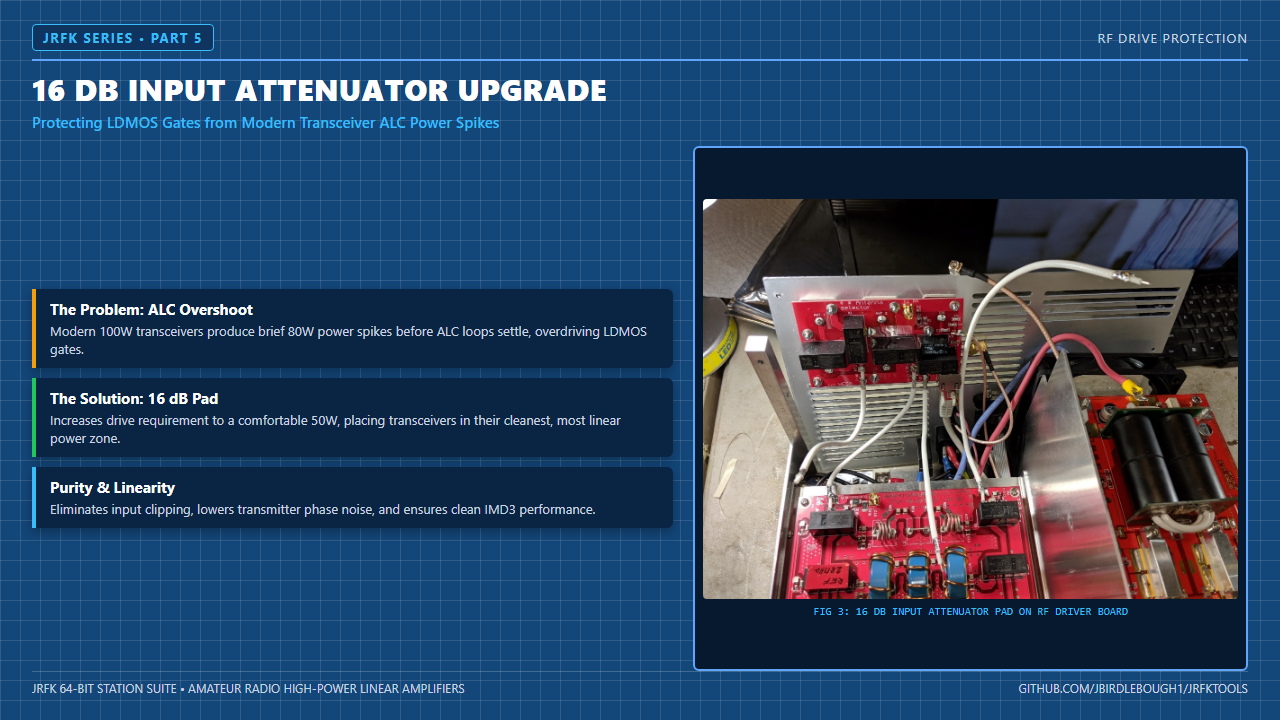 JRFK SERIES • PART 5
RF DRIVE PROTECTION
16 DB INPUT ATTENUATOR UPGRADE
Protecting LDMOS Gates from Modern Transceiver ALC Power Spikes
The Problem: ALC Overshoot
Modern 100W transceivers produce brief 80W power spikes before ALC loops settle, overdriving LDMOS
gates.
The Solution: 16 dB Pad
Increases drive requirement to a comfortable 50W, placing transceivers in their cleanest, most linear
power zone.
Purity & Linearity
Eliminates input clipping, lowers transmitter phase noise, and ensures clean IMD3 performance.
FIG 3: 16 DB INPUT ATTENUATOR PAD ON RF DRIVER BOARD
JRFK 64-BIT STATION SUITE • AMATEUR RADIO HIGH-POWER LINEAR AMPLIFIERS
GITHUB.COM/JBIRDLEBOUGH1/JRFKTOOLS